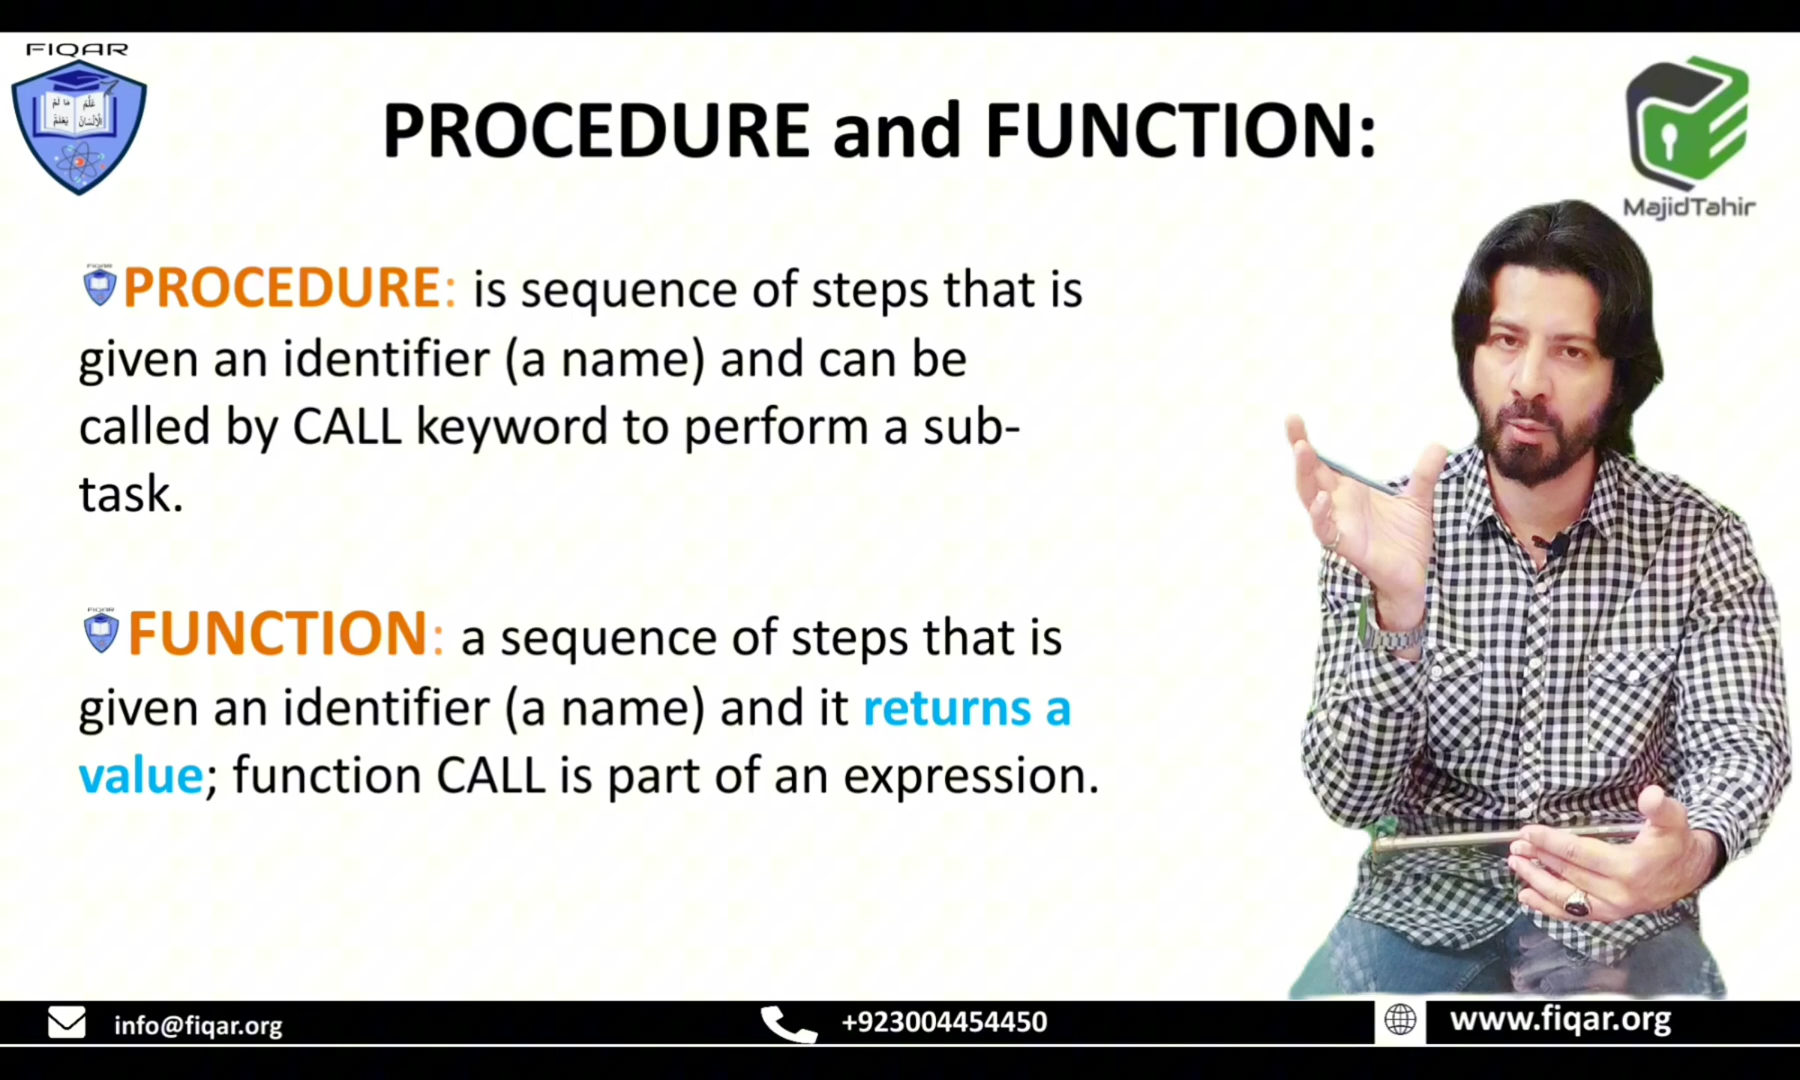 FIQAR
عَلَّمَ
الْاِنْسَانَ
مَا لَمْ
يَعْلَمْ
PROCEDURE and FUNCTION:
MajidTahir
PROCEDURE: is sequence of steps that is
given an identifier (a name) and can be
called by CALL keyword to perform a sub-
task.
FUNCTION: a sequence of steps that is
given an identifier (a name) and it returns a
value; function CALL is part of an expression.
info@fiqar.org
+923004454450
www.fiqar.org